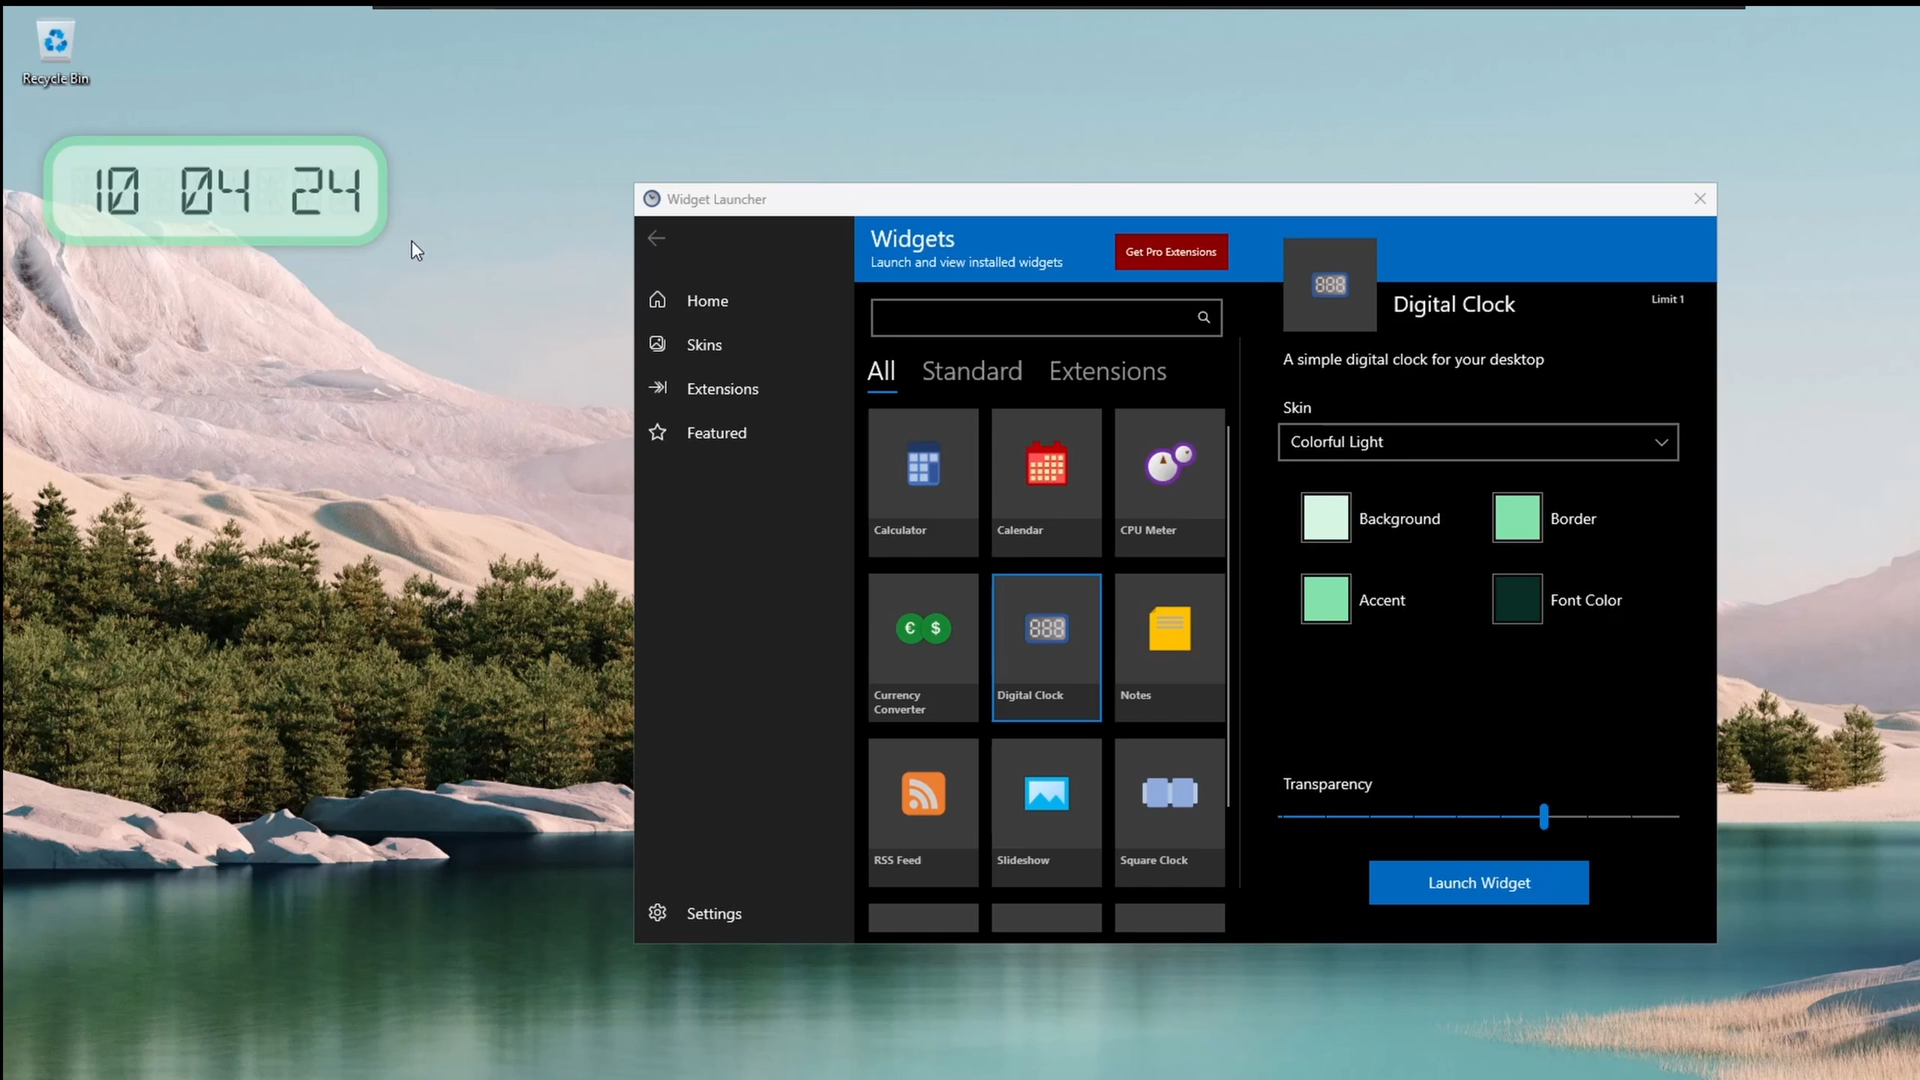 Recycle Bin
10 04 24
Widget Launcher
Widgets
Launch and view installed widgets
Get Pro Extensions
Home
Skins
Extensions
Featured
Settings
All Standard Extensions
Calculator
Calendar
CPU Meter
€ $
Currency
Converter
888
Digital Clock
Notes
RSS Feed
Slideshow
Square Clock
888
Digital Clock
Limit 1
A simple digital clock for your desktop
Skin
Colorful Light
Background
Border
Accent
Font Color
Transparency
Launch Widget